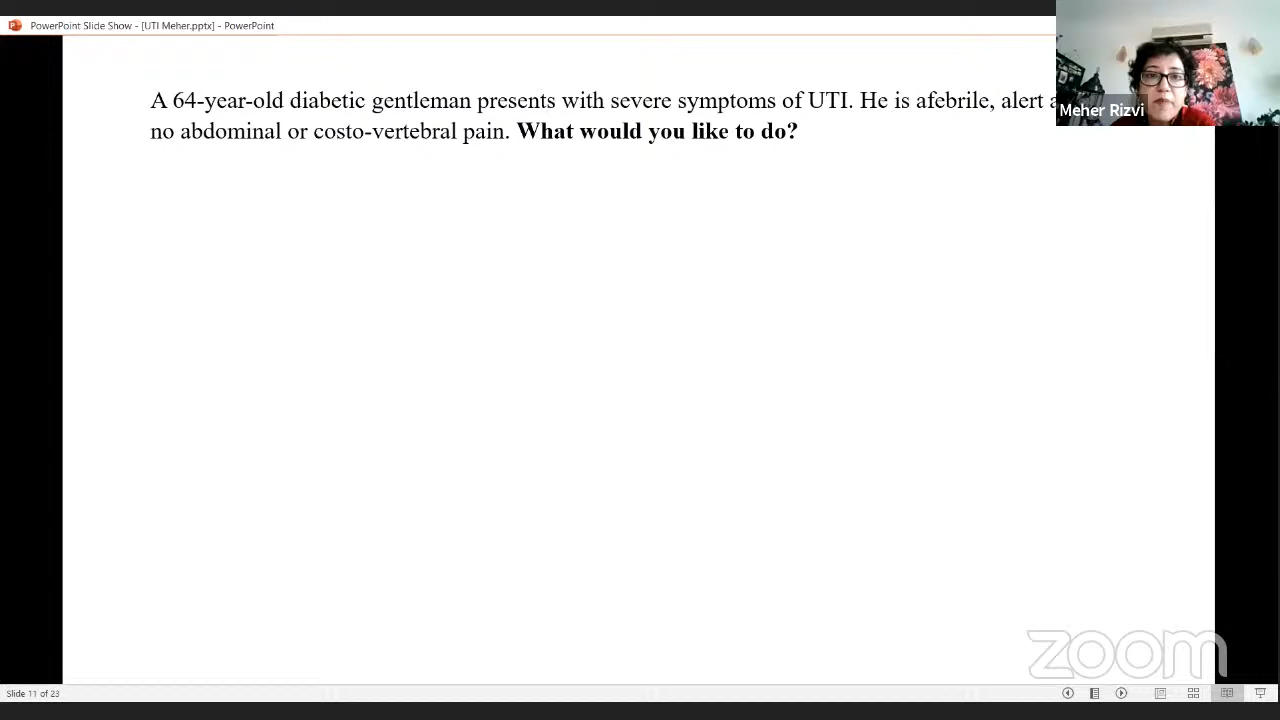 PowerPoint Slide Show - [UTI Meher.pptx] - PowerPoint
A 64-year-old diabetic gentleman presents with severe symptoms of UTI. He is afebrile, alert
no abdominal or costo-vertebral pain. What would you like to do?
Meher Rizvi
zoom
Slide 11 of 23